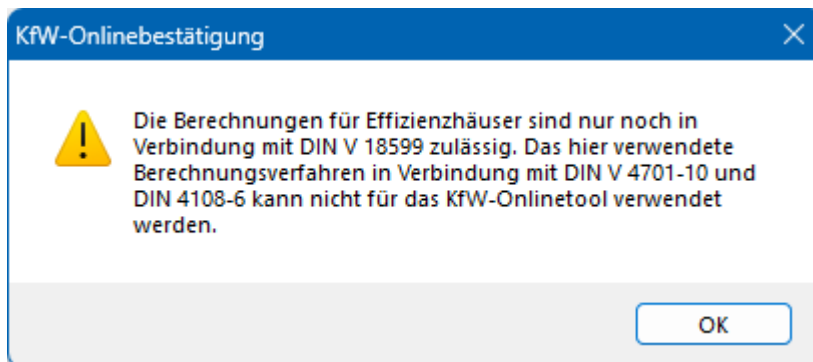 KfW-Onlinebestätigung
Die Berechnungen für Effizienzhäuser sind nur noch in
Verbindung mit DIN V 18599 zulässig. Das hier verwendete
Berechnungsverfahren in Verbindung mit DIN V 4701-10 und
DIN 4108-6 kann nicht für das KfW-Onlinetool verwendet
werden.
OK